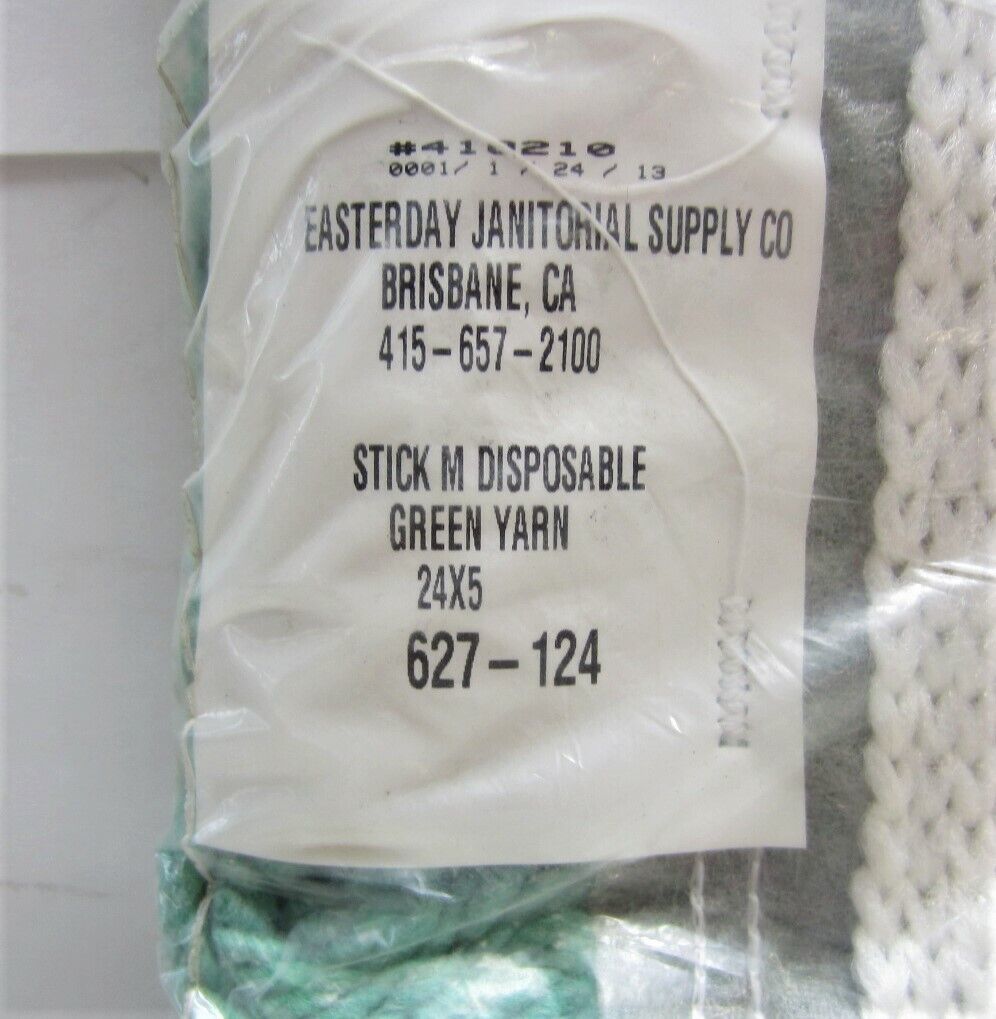 #410210
0001/ 1 / 24 / 13
EASTERDAY JANITORIAL SUPPLY CO
BRISBANE, CA
415-657-2100
STICK M DISPOSABLE
GREEN YARN
24X5
627-124